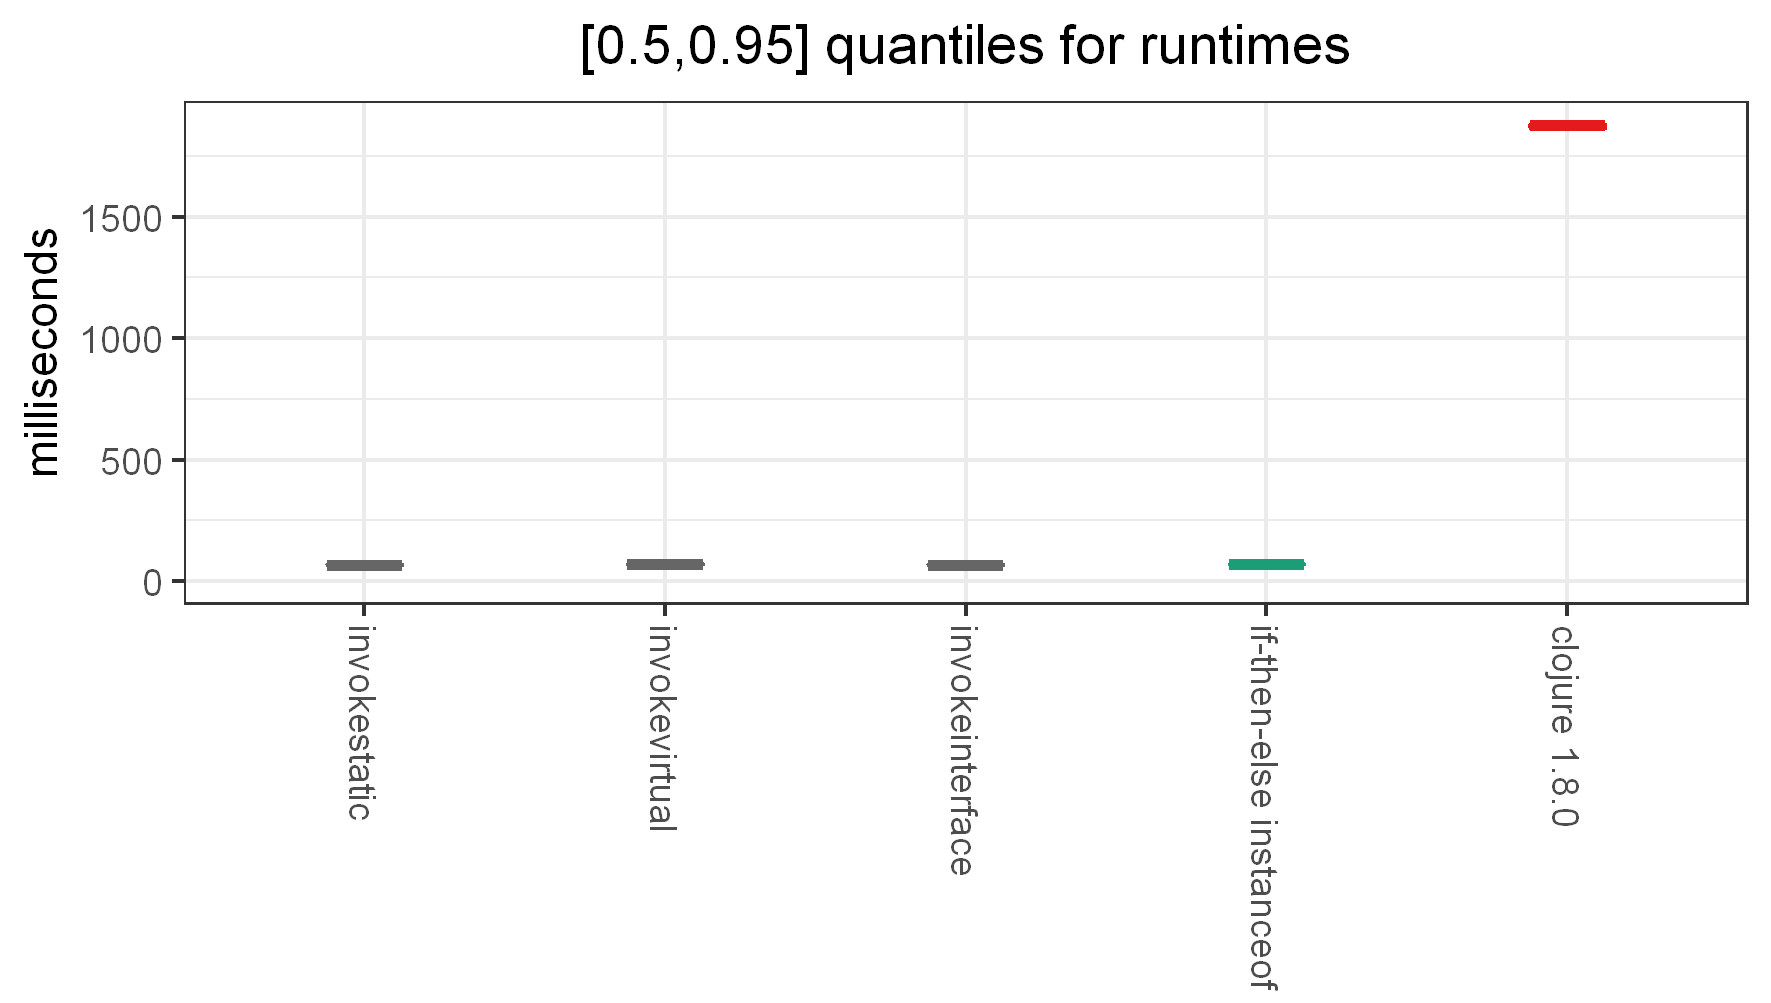 [0.5,0.95] quantiles for runtimes
milliseconds
1500
1000
500
0
invokestatic
invokevirtual
invokeinterface
if-then-else instanceof
clojure 1.8.0